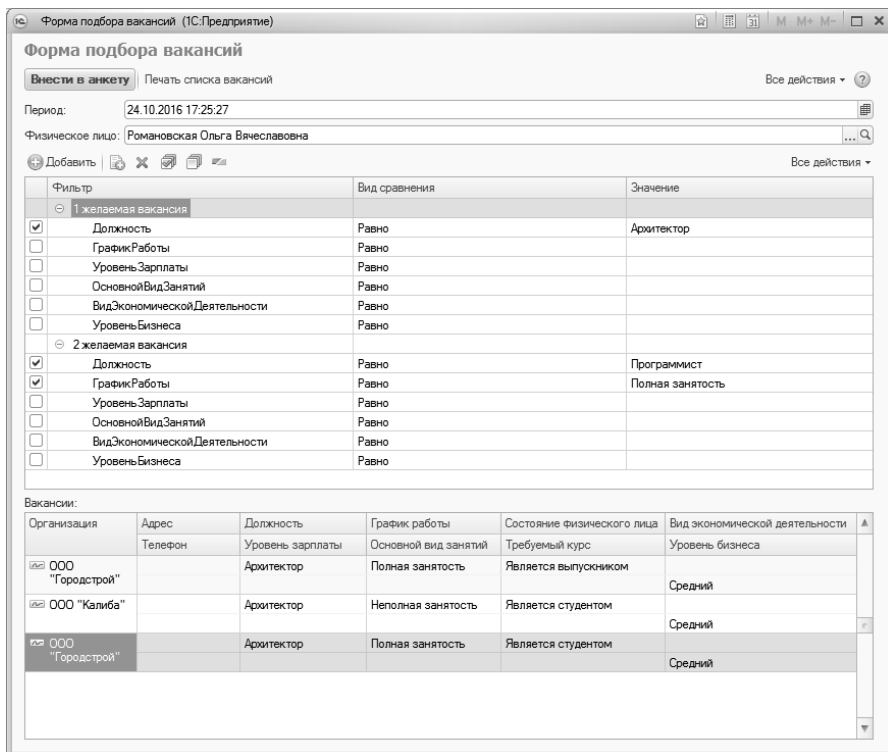 Форма подбора вакансий (1С:Предприятие)
M M+ M-
Форма подбора вакансий
Внести в анкету Печать списка вакансий Все действия
Период: 24.10.2016 17:25:27
Физическое лицо: Романовская Ольга Вячеславовна
Добавить Все действия
Фильтр Вид сравнения Значение
1 желаемая вакансия
Должность Равно Архитектор
ГрафикРаботы Равно
УровеньЗарплаты Равно
ОсновнойВидЗанятий Равно
ВидЭкономическойДеятельности Равно
УровеньБизнеса Равно
2 желаемая вакансия
Должность Равно Программист
ГрафикРаботы Равно Полная занятость
УровеньЗарплаты Равно
ОсновнойВидЗанятий Равно
ВидЭкономическойДеятельности Равно
УровеньБизнеса Равно
Вакансии:
Организация Адрес Должность График работы Состояние физического лица Вид экономической деятельности
Телефон Уровень зарплаты Основной вид занятий Требуемый курс Уровень бизнеса
ООО Архитектор Полная занятость Является выпускником
"Городстрой"
Средний
ООО "Калиба" Архитектор Неполная занятость Является студентом
Средний
ООО Архитектор Полная занятость Является студентом
"Городстрой"
Средний